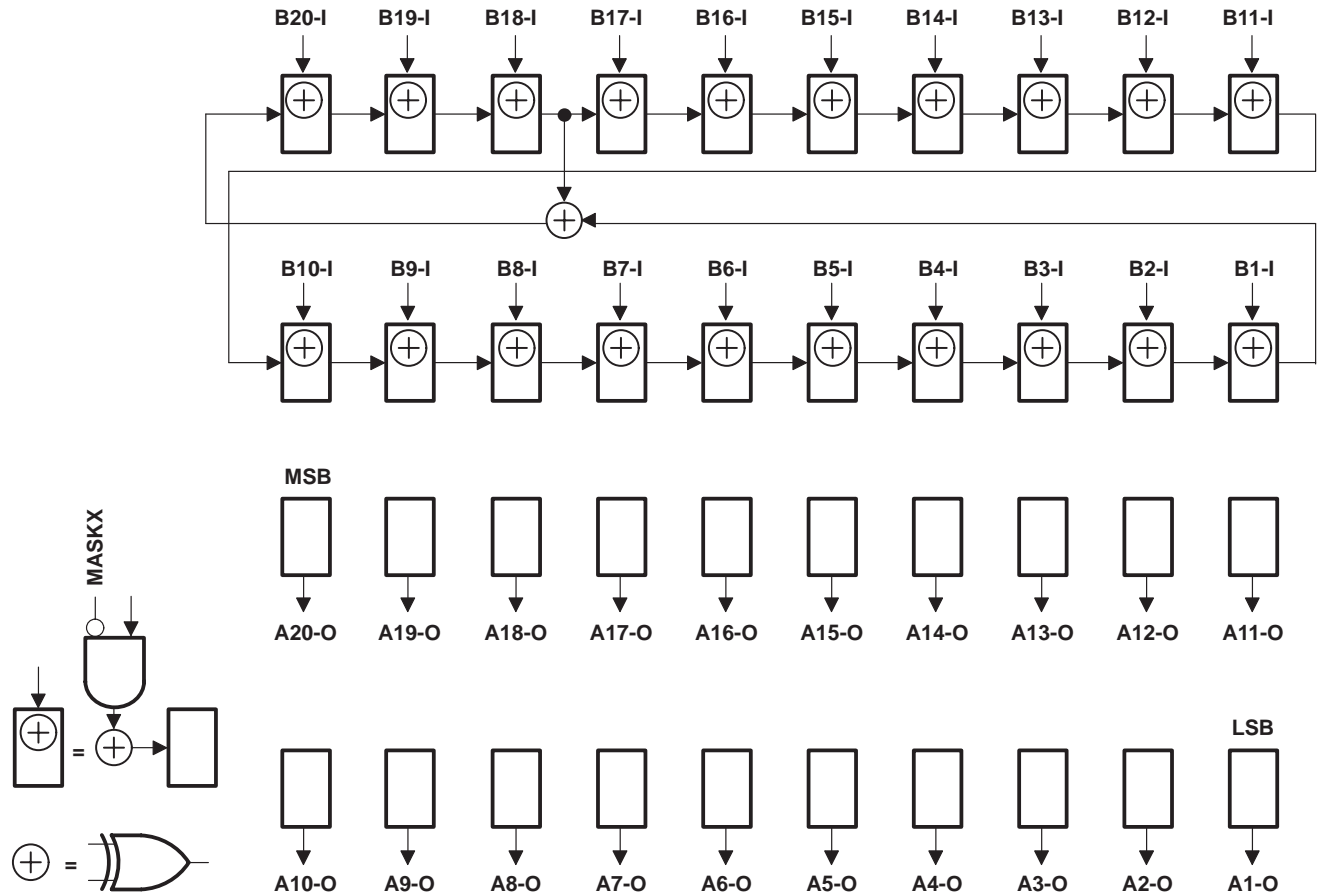 B20-I B19-I B18-I B17-I B16-I B15-I B14-I B13-I B12-I B11-I
B10-I B9-I B8-I B7-I B6-I B5-I B4-I B3-I B2-I B1-I
MSB
MASKX
A20-O A19-O A18-O A17-O A16-O A15-O A14-O A13-O A12-O A11-O
=
LSB
=
A10-O A9-O A8-O A7-O A6-O A5-O A4-O A3-O A2-O A1-O